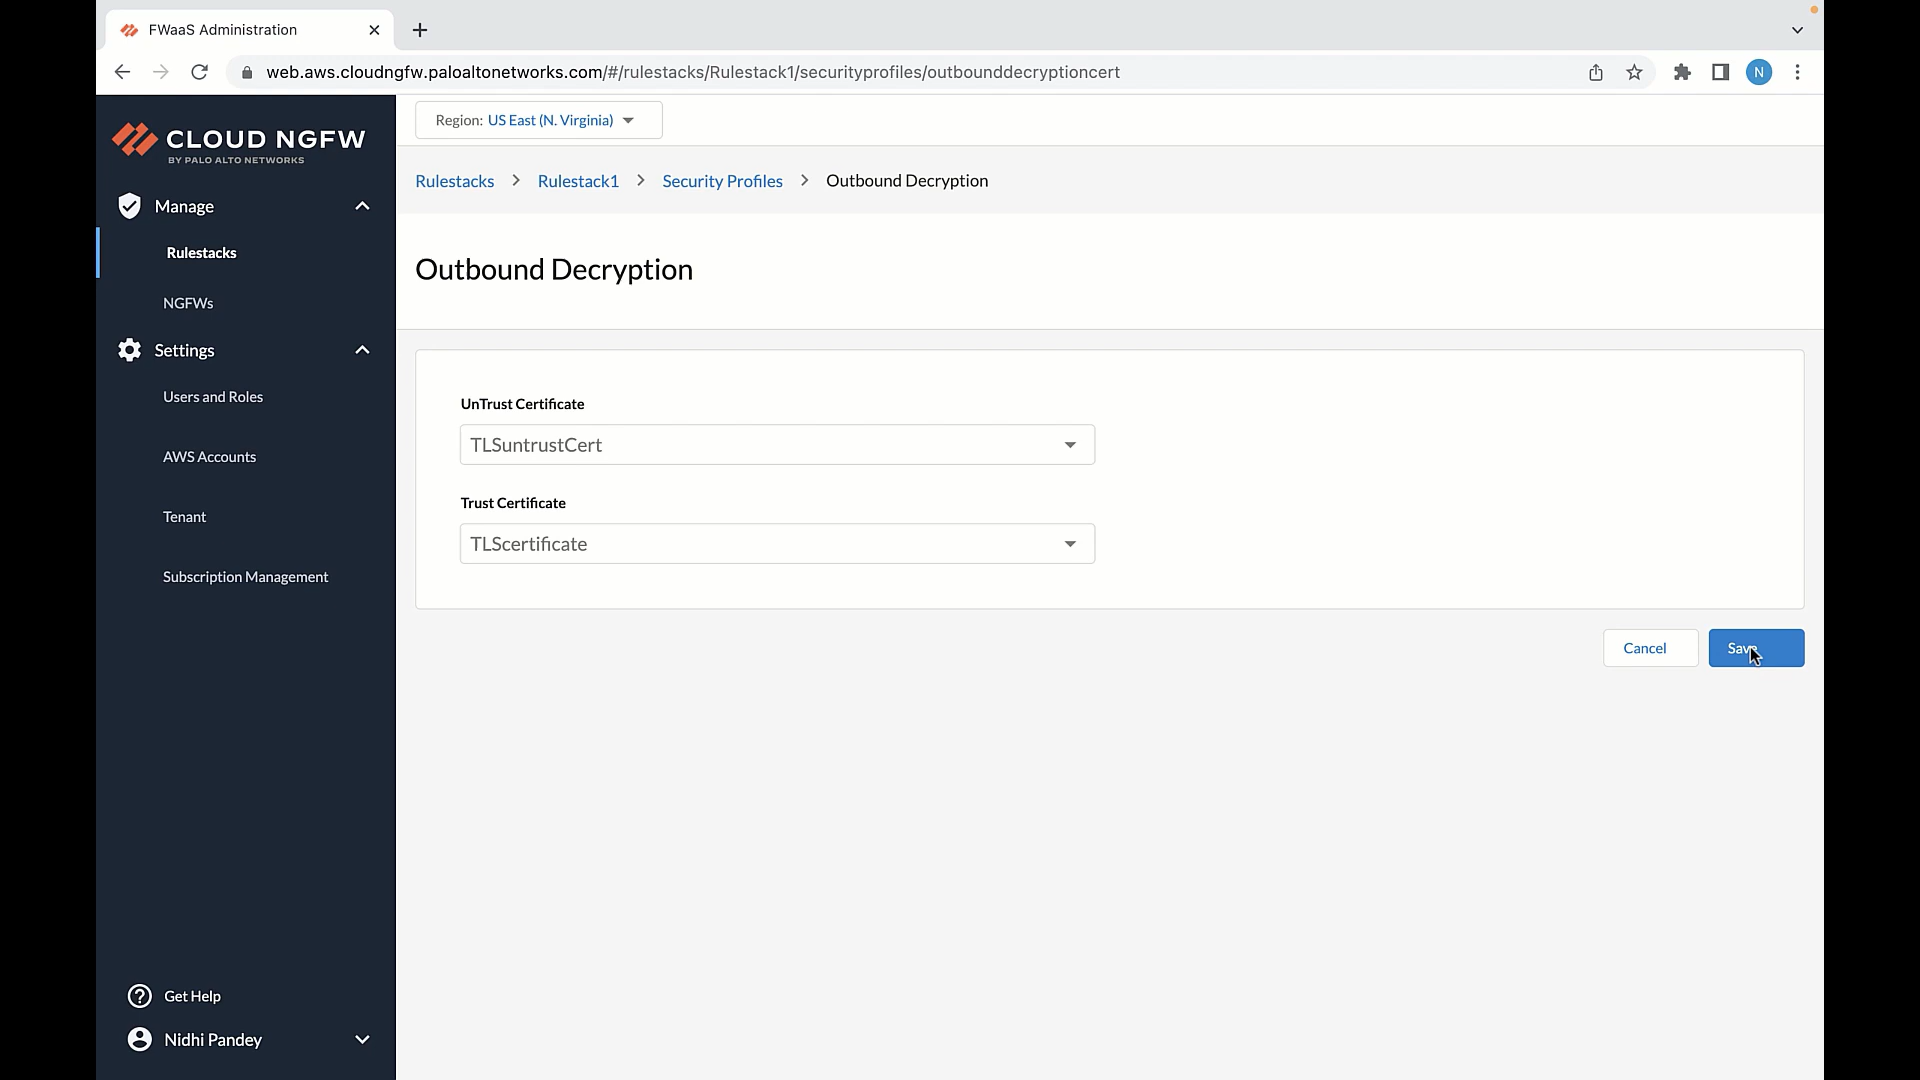 FWaaS Administration
web.aws.cloudngfw.paloaltonetworks.com/#/rulestacks/Rulestack1/securityprofiles/outbounddecryptioncert
N
CLOUD NGFW
BY PALO ALTO NETWORKS
Manage
Rulestacks
NGFWs
Settings
Users and Roles
AWS Accounts
Tenant
Subscription Management
Get Help
Nidhi Pandey
Region: US East (N. Virginia)
Rulestacks > Rulestack1 > Security Profiles > Outbound Decryption
Outbound Decryption
UnTrust Certificate
TLSuntrustCert
Trust Certificate
TLScertificate
Cancel
Save